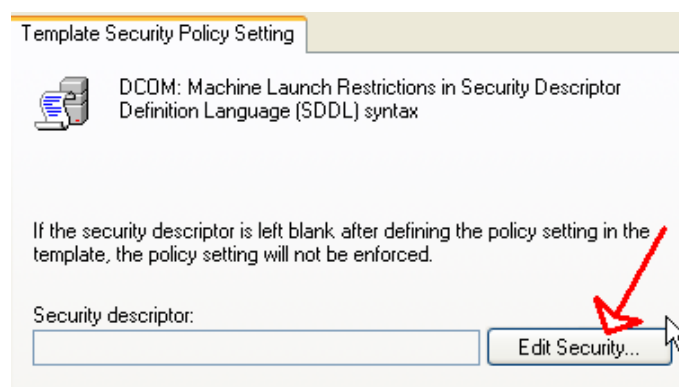 Template Security Policy Setting
DCOM: Machine Launch Restrictions in Security Descriptor
Definition Language (SDDL) syntax
If the security descriptor is left blank after defining the policy setting in the
template, the policy setting will not be enforced.
Security descriptor:
Edit Security...